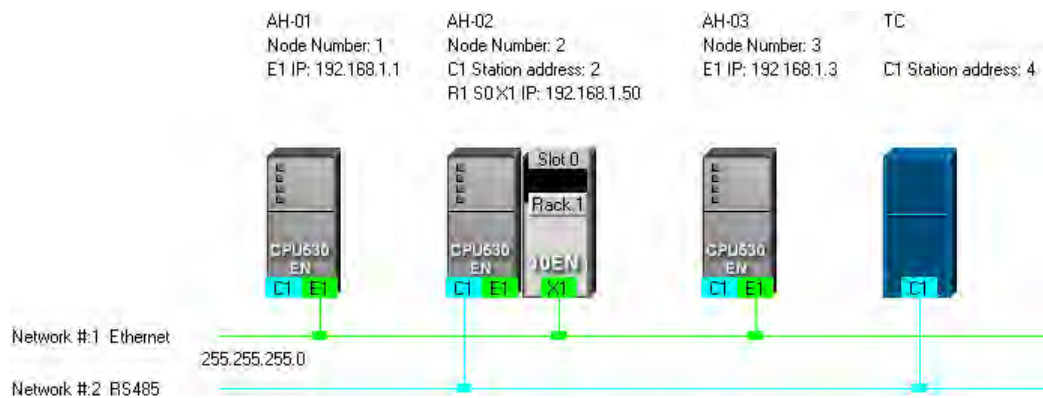 AH-01 AH-02 AH-03 TC
Node Number: 1 Node Number: 2 Node Number: 3
E1 IP: 192.168.1.1 C1 Station address: 2 E1 IP: 192.168.1.3 C1 Station address: 4
R1 S0 X1 IP: 192.168.1.50
Slot 0
Rack 1
CPU530 CPU530 CPU530
EN EN 10EN EN
C1 E1 C1 E1 X1 C1 E1 C1
Network #:1 Ethernet
255.255.255.0
Network #:2 RS485